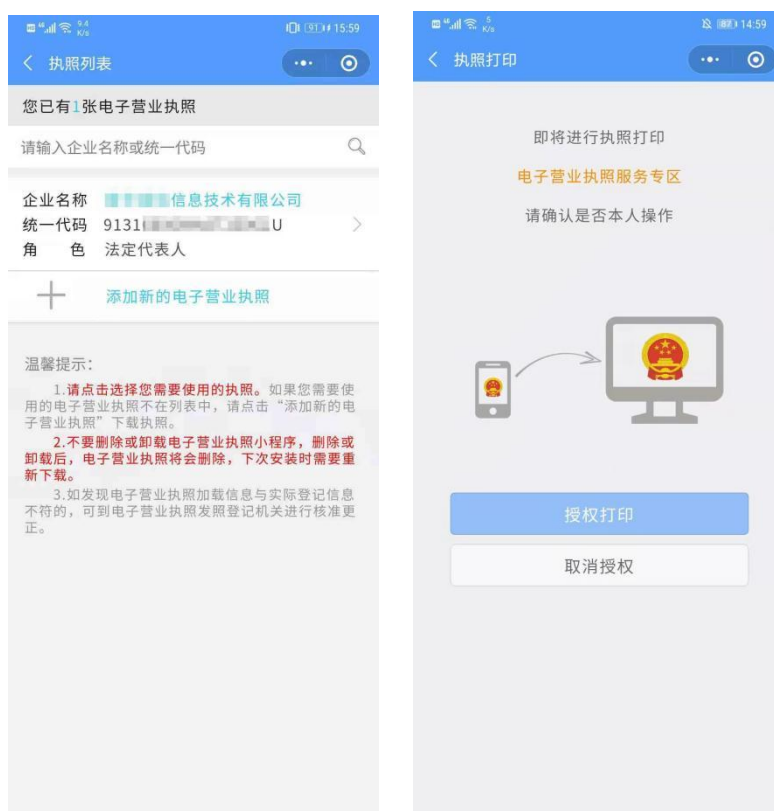 9.4
K/s
91
15:59
执照列表
您已有1张电子营业执照
请输入企业名称或统一代码
企业名称 信息技术有限公司
统一代码 9131 U
角 色 法定代表人
添加新的电子营业执照
温馨提示：
1.请点击选择您需要使用的执照。如果您需要使
用的电子营业执照不在列表中，请点击“添加新的电
子营业执照”下载执照。
2.不要删除或卸载电子营业执照小程序，删除或
卸载后，电子营业执照将会删除，下次安装时需要重
新下载。
3.如发现电子营业执照加载信息与实际登记信息
不符的，可到电子营业执照发照登记机关进行核准更
正。
5
K/s
14:59
执照打印
即将进行执照打印
电子营业执照服务专区
请确认是否本人操作
授权打印
取消授权